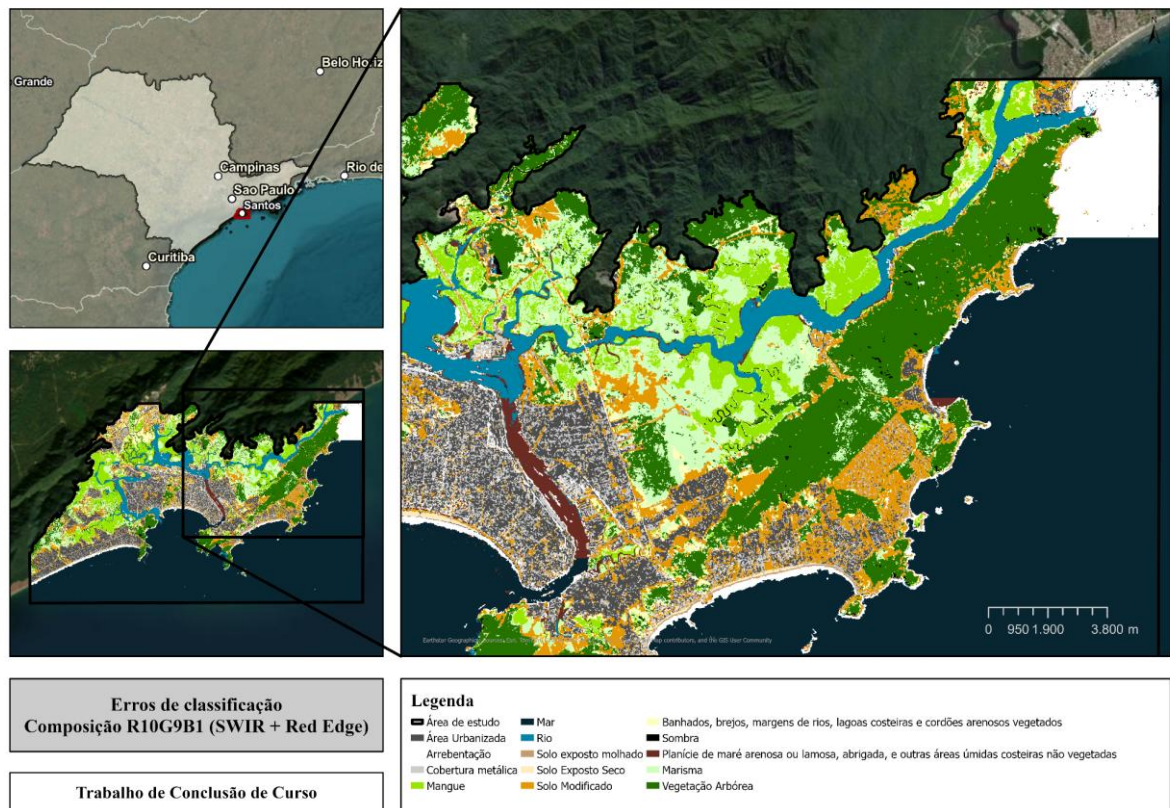 Belo Horiz
Grande
Campinas
Rio de
Sao Paulo
Santos
Curitiba
0 950 1.900 3.800 m
Erros de classificação
Composição R10G9B1 (SWIR + Red Edge)
Trabalho de Conclusão de Curso
Legenda
Área de estudo
Área Urbanizada
Arrebentação
Cobertura metálica
Mangue
Mar
Rio
Solo exposto molhado
Solo Exposto Seco
Solo Modificado
Banhados, brejos, margens de rios, lagoas costeiras e cordões arenosos vegetados
Sombra
Planície de maré arenosa ou lamosa, abrigada, e outras áreas úmidas costeiras não vegetadas
Marisma
Vegetação Arbórea